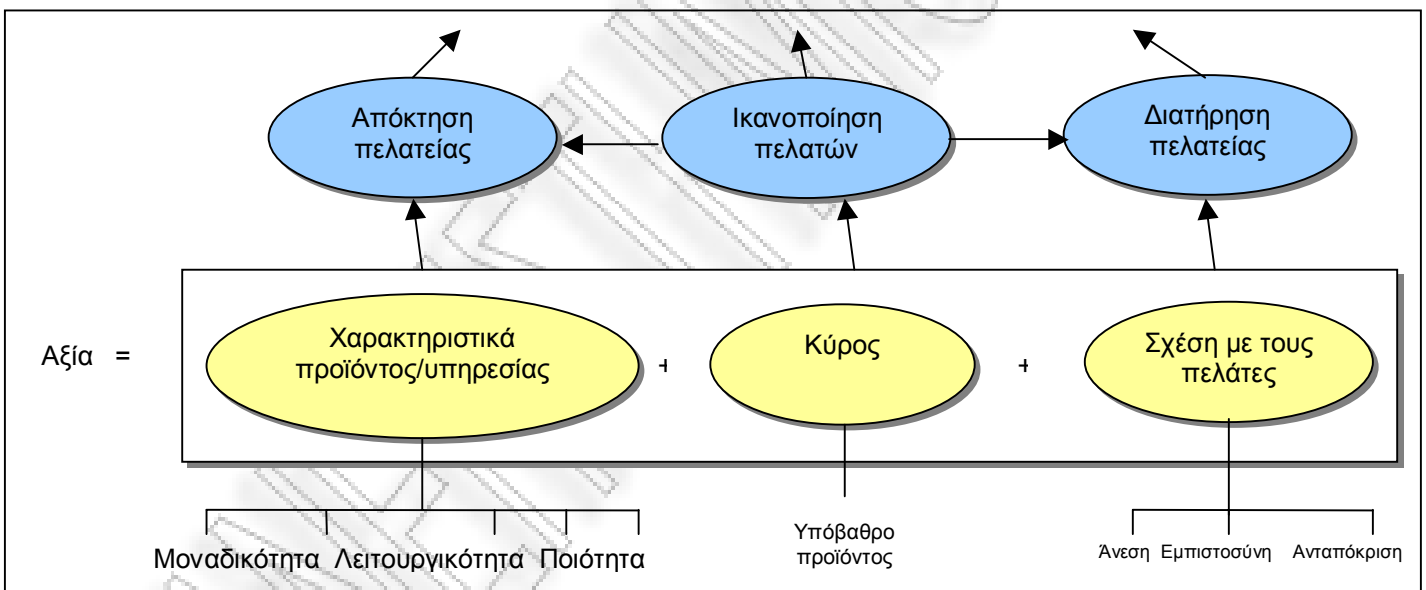 Απόκτηση
πελατείας
Ικανοποίηση
πελατών
Διατήρηση
πελατείας
Αξία =
Χαρακτηριστικά
προϊόντος/υπηρεσίας
+
Κύρος
+
Σχέση με τους
πελάτες
Μοναδικότητα Λειτουργικότητα Ποιότητα
Υπόβαθρο
προϊόντος
Άνεση Εμπιστοσύνη Ανταπόκριση